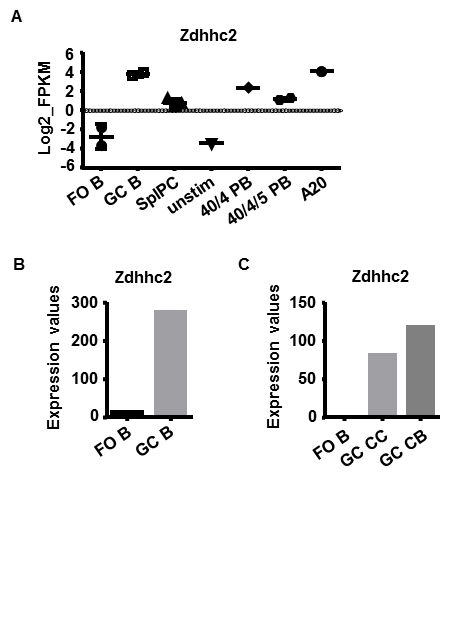 A
Zdhhc2
Log2_FPKM
6
4
2
0
-2
-4
-6
FO B
GC B
SplPC
unstim
40/4 PB
40/4/5 PB
A20
B
Zdhhc2
Expression values
300
200
100
0
FO B
GC B
C
Zdhhc2
Expression values
150
100
50
0
FO B
GC CC
GC CB